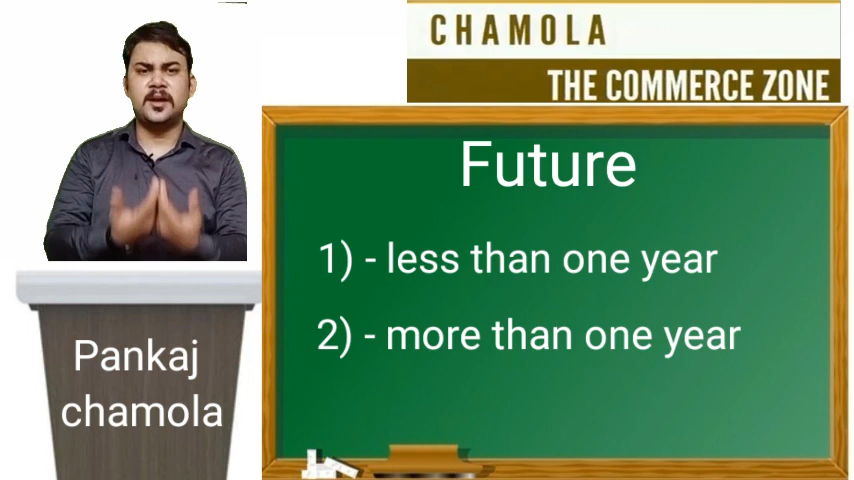 CHAMOLA
THE COMMERCE ZONE
Future
1) - less than one year
2) - more than one year
Pankaj
chamola